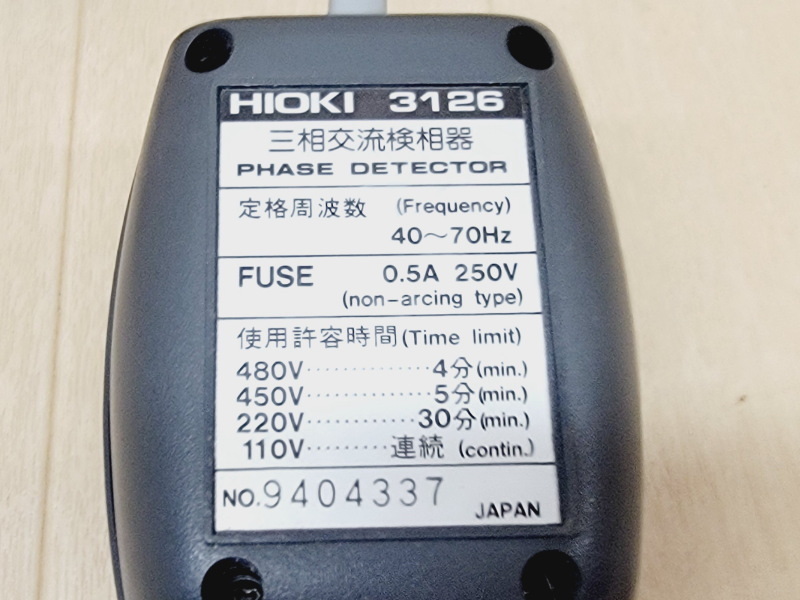 HIOKI 3126
三相交流検相器
PHASE DETECTOR
定格周波数 (Frequency)
40～70Hz
FUSE 0.5A 250V
(non-arcing type)
使用許容時間(Time limit)
480V··············4分(min.)
450V··············5分(min.)
220V············30分(min.)
110V·········連続 (contin.)
NO.9404337 JAPAN